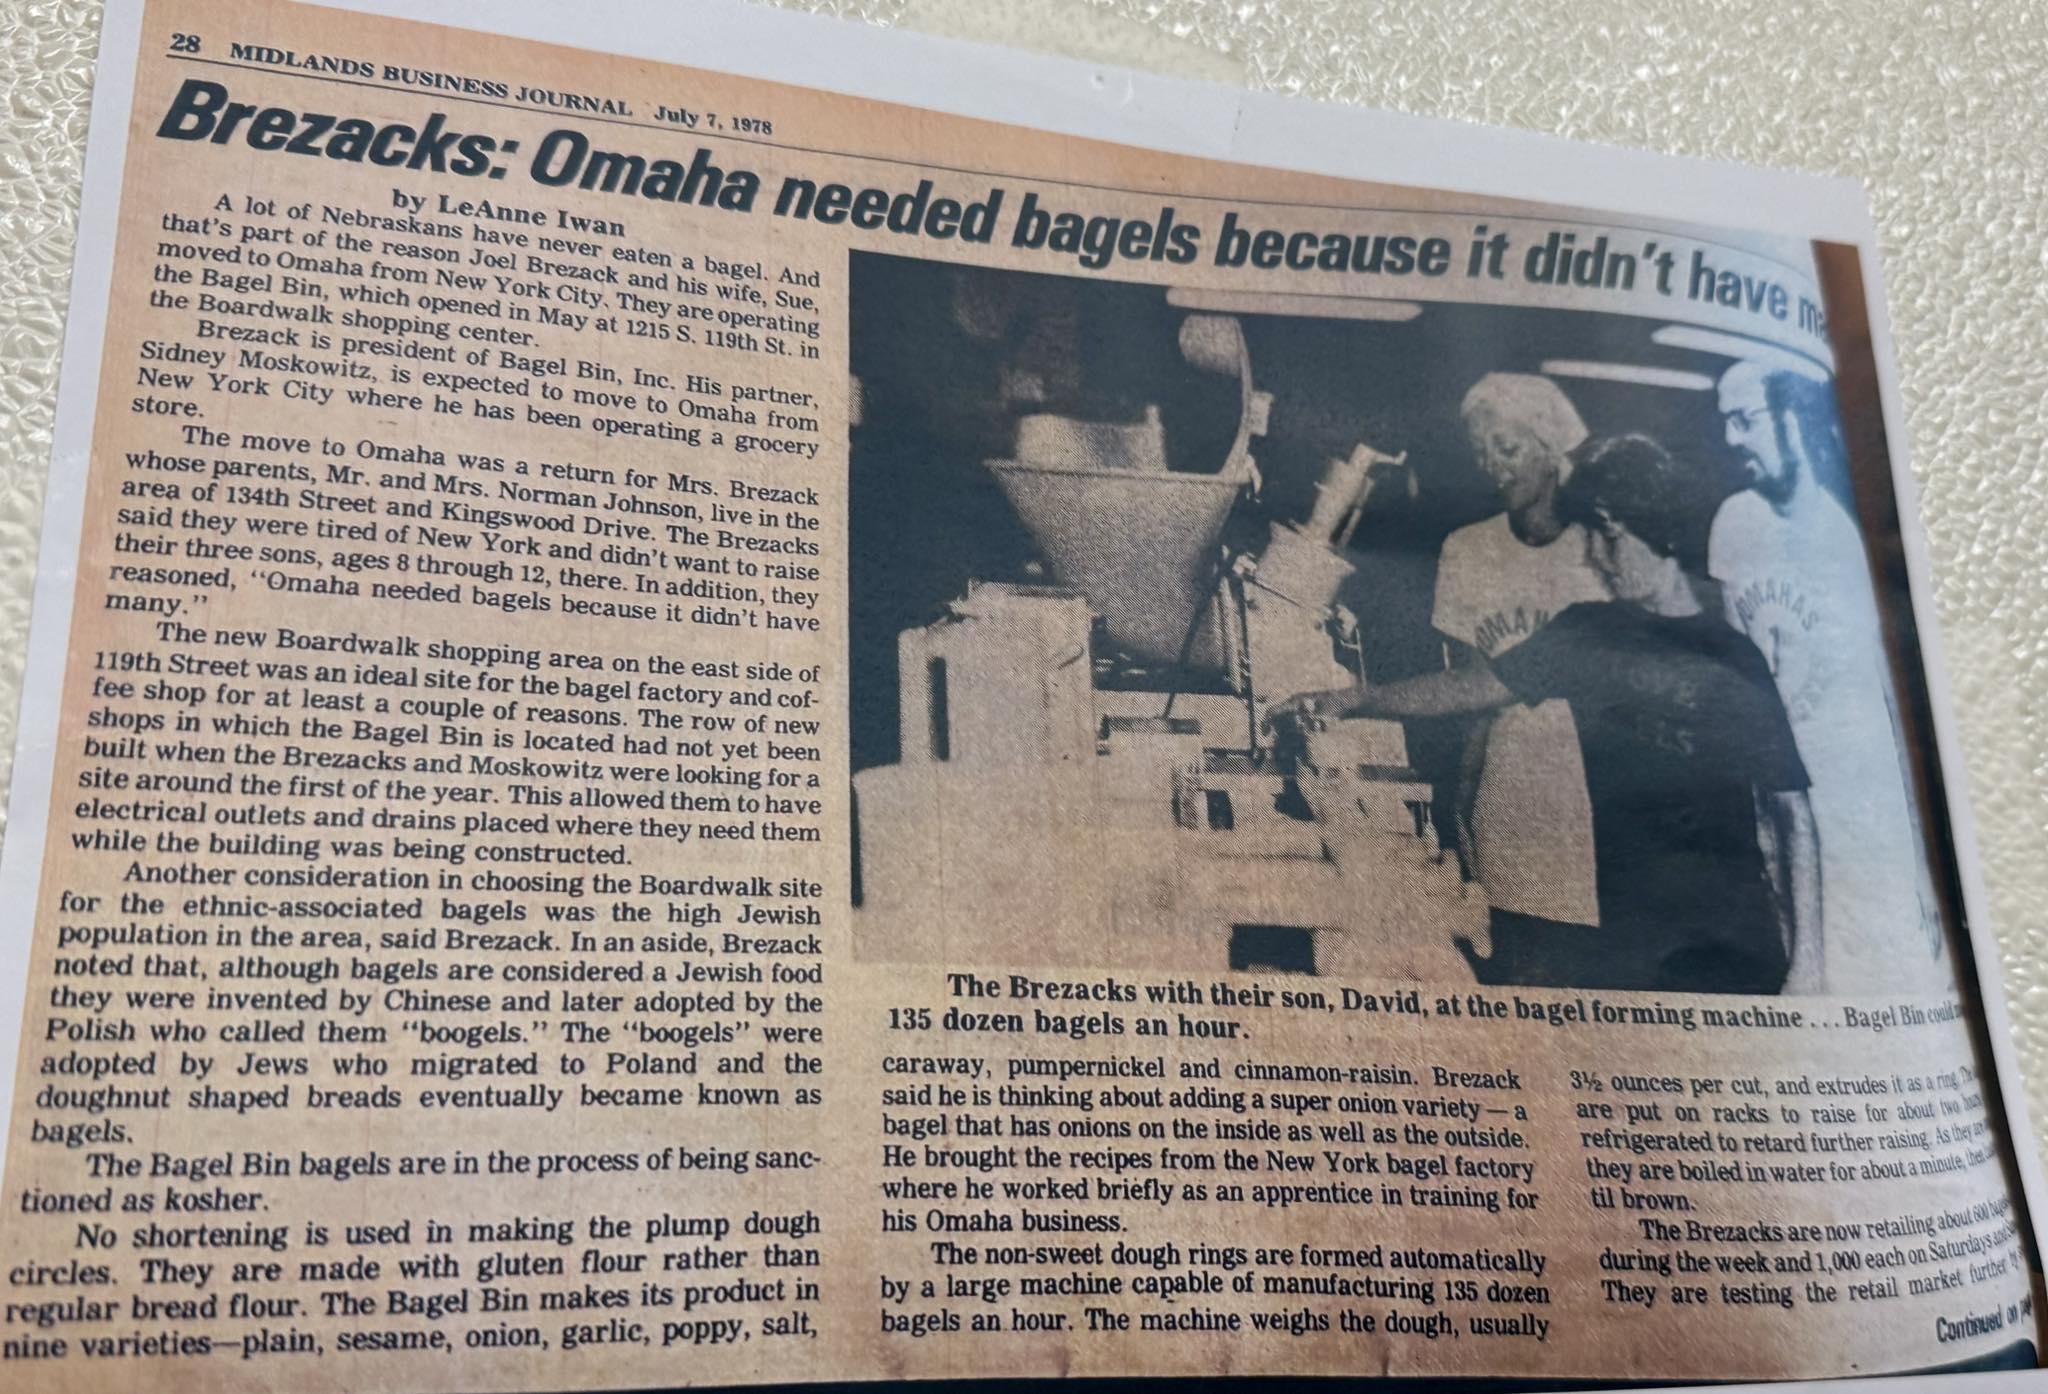 28 MIDLANDS BUSINESS JOURNAL July 7, 1978
Brezacks: Omaha needed bagels because it didn't have
by LeAnne Iwan
A lot of Nebraskans have never eaten a bagel. And
that's part of the reason Joel Brezack and his wife, Sue,
moved to Omaha from New York City. They are operating
the Bagel Bin, which opened in May at 1215 S. 119th St. in
the Boardwalk shopping center.
Brezack is president of Bagel Bin, Inc. His partner,
Sidney Moskowitz, is expected to move to Omaha from
New York City where he has been operating a grocery
store.
The move to Omaha was a return for Mrs. Brezack
whose parents, Mr. and Mrs. Norman Johnson, live in the
area of 134th Street and Kingswood Drive. The Brezacks
said they were tired of New York and didn't want to raise
their three sons, ages 8 through 12, there. In addition, they
reasoned, "Omaha needed bagels because it didn't have
many."
The new Boardwalk shopping area on the east side of
119th Street was an ideal site for the bagel factory and cof-
fee shop for at least a couple of reasons. The row of new
shops in which the Bagel Bin is located had not yet been
built when the Brezacks and Moskowitz were looking for a
site around the first of the year. This allowed them to have
electrical outlets and drains placed where they need them
while the building was being constructed.
Another consideration in choosing the Boardwalk site
for the ethnic-associated bagels was the high Jewish
population in the area, said Brezack. In an aside, Brezack
noted that, although bagels are considered a Jewish food
they were invented by Chinese and later adopted by the
Polish who called them "boogels." The "boogels" were
adopted by Jews who migrated to Poland and the
doughnut shaped breads eventually became known as
bagels.
The Bagel Bin bagels are in the process of being sanc-
tioned as kosher.
No shortening is used in making the plump dough
circles. They are made with gluten flour rather than
regular bread flour. The Bagel Bin makes its product in
nine varieties—plain, sesame, onion, garlic, poppy, salt,
OMAHAS
The Brezacks with their son, David, at the bagel forming machine . . . Bagel Bin could
135 dozen bagels an hour.
caraway, pumpernickel and cinnamon-raisin. Brezack
said he is thinking about adding a super onion variety — a
bagel that has onions on the inside as well as the outside.
He brought the recipes from the New York bagel factory
where he worked briefly as an apprentice in training for
his Omaha business.
The non-sweet dough rings are formed automatically
by a large machine capable of manufacturing 135 dozen
bagels an hour. The machine weighs the dough, usually
3½ ounces per cut, and extrudes it as a ring.
are put on racks to raise for about two
refrigerated to retard further raising. As they
they are boiled in water for about a minute,
til brown.
The Brezacks are now retailing about 600
during the week and 1,000 each on Saturdays
They are testing the retail market further
Continued on